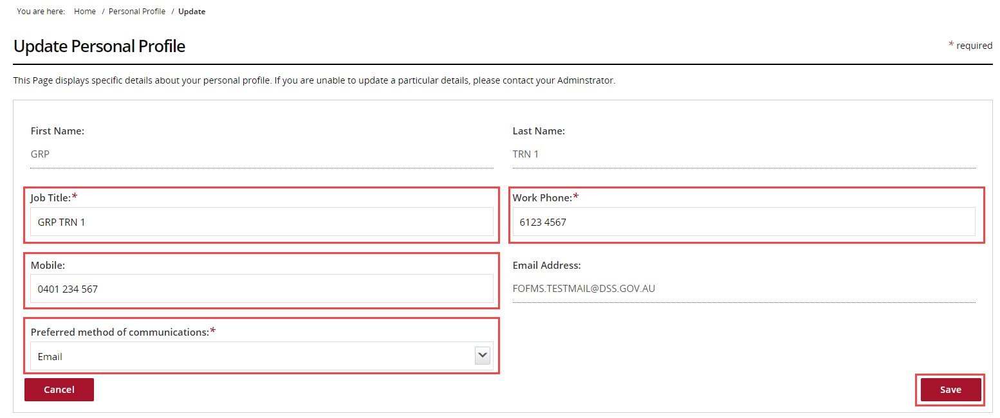 You are here: Home / Personal Profile / Update
Update Personal Profile
* required
This Page displays specific details about your personal profile. If you are unable to update a particular details, please contact your Adminstrator.
First Name:
GRP
Last Name:
TRN 1
Job Title:*
GRP TRN 1
Work Phone:*
6123 4567
Mobile:
0401 234 567
Email Address:
FOFMS.TESTMAIL@DSS.GOV.AU
Preferred method of communications:*
Email
Cancel
Save